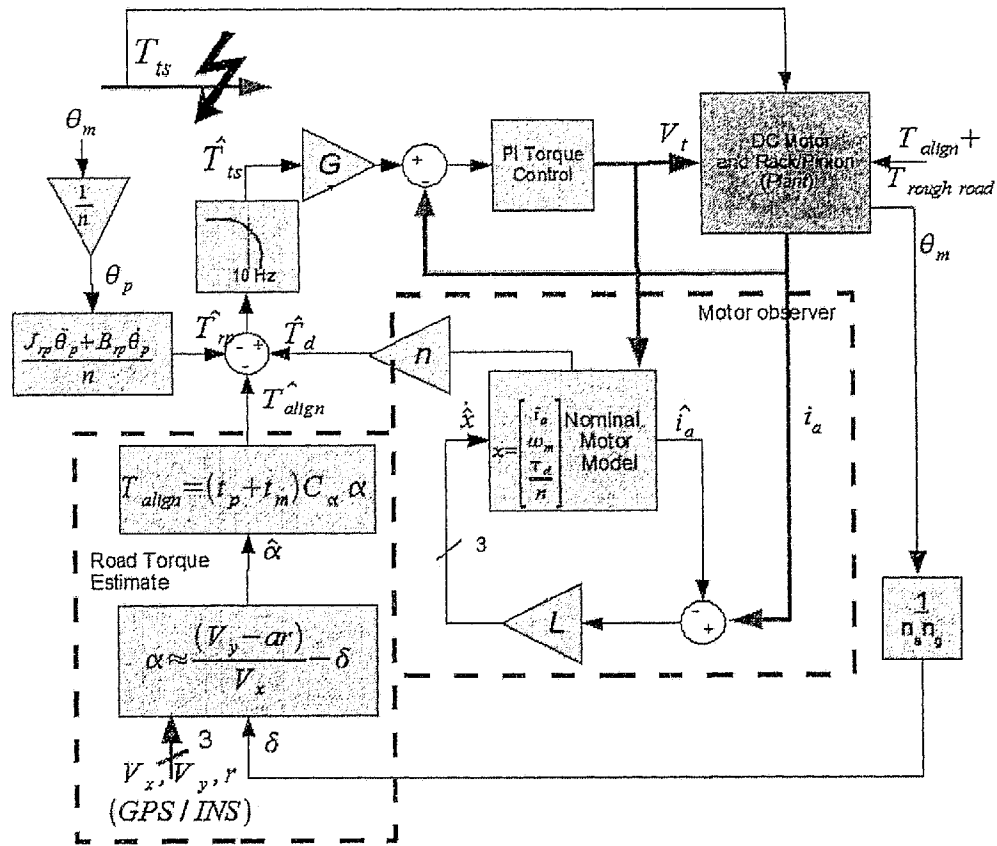 T_ts
θ_m
1/n
θ_p
J_rp θ̈_p + B_rp θ̇_p
n
T̂_ts
G
+
-
PI Torque
Control
V_t
DC Motor
and Rack/Pinion
(Plant)
T_align +
T_rough road
θ_m
10 Hz
T̂_rp
- +
-
T̂_d
n
T̂_align
Motor observer
x = [i_a ω_m τ_d/n]
Nominal
Motor
Model
î_a
i_a
3
L
-
+
1
n_s n_g
T_align = (t_p + t_m) C_α α
Road Torque
Estimate
α̂
α ≈ (V_y - ar)/V_x - δ
3
δ
V_x, V_y, r
(GPS / INS)